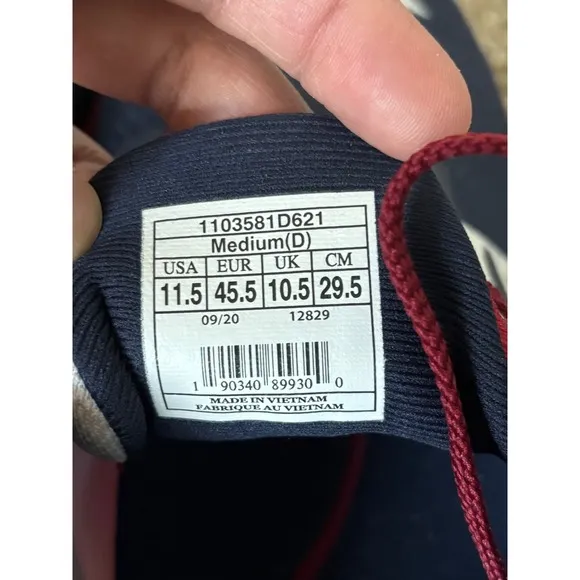 1103581D621
Medium(D)
USA EUR UK CM
11.5 45.5 10.5 29.5
09/20 12829
1 90340 89930 0
MADE IN VIETNAM
FABRIQUE AU VIETNAM